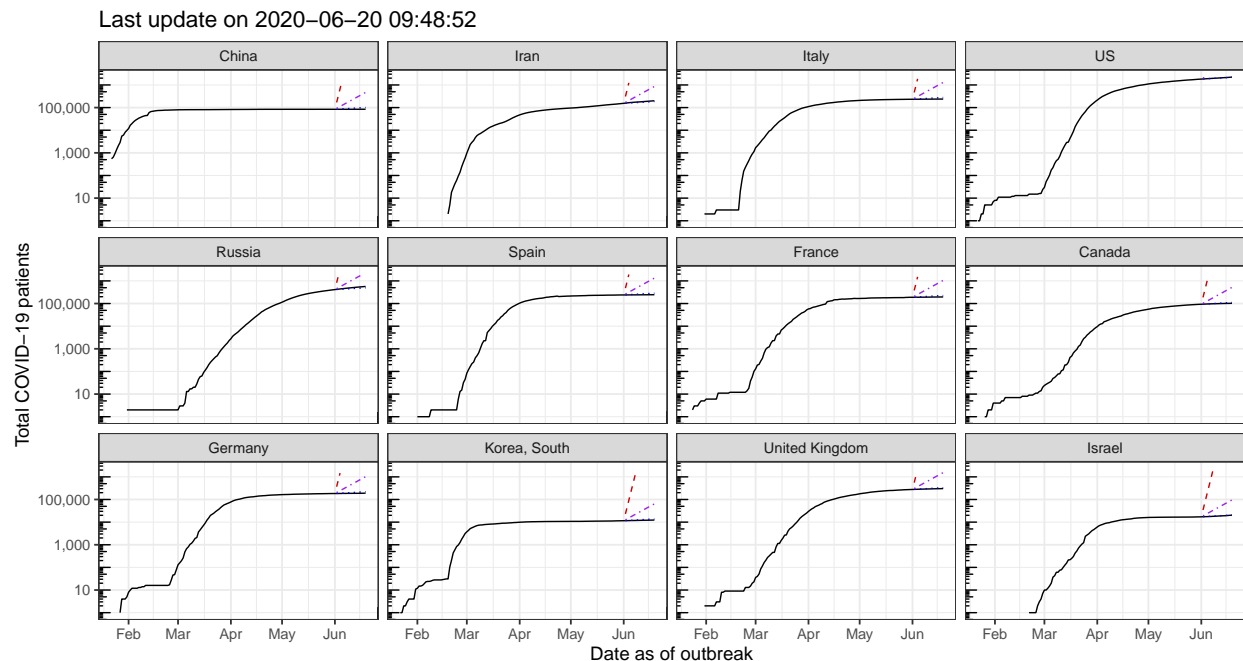 Last update on 2020−06−20 09:48:52
China
Iran
Italy
US
100,000
1,000
10
Russia
Spain
France
Canada
100,000
1,000
10
Germany
Korea, South
United Kingdom
Israel
100,000
1,000
10
Feb Mar Apr May Jun
Feb Mar Apr May Jun
Feb Mar Apr May Jun
Feb Mar Apr May Jun
Date as of outbreak
Total COVID−19 patients